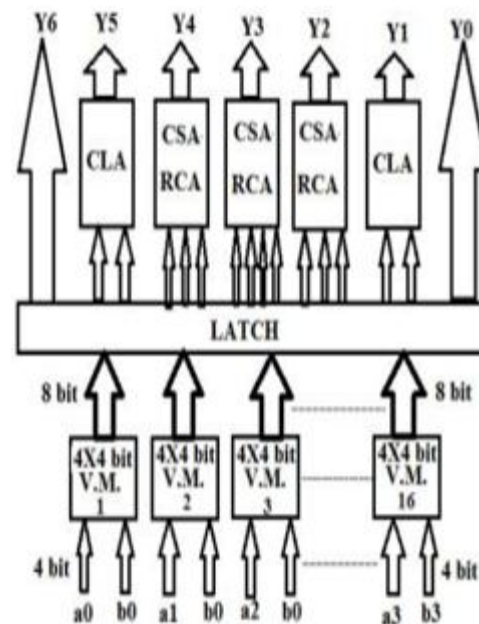 Y6 Y5 Y4 Y3 Y2 Y1 Y0
CLA
CSA
RCA
CSA
RCA
CSA
RCA
CLA
LATCH
8 bit
8 bit
4X4 bit
V.M.
1
4X4 bit
V.M.
2
4X4 bit
V.M.
3
4X4 bit
V.M.
16
4 bit
4 bit
a0 b0 a1 b0 a2 b0 a3 b3